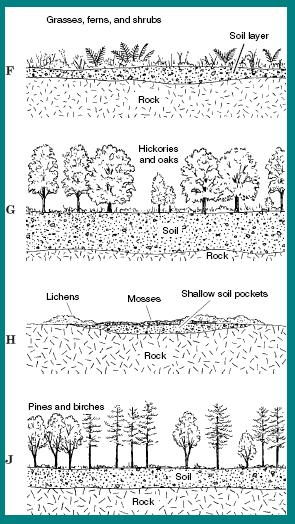 Grasses, ferns, and shrubs
Soil layer
F
Rock
Hickories
and oaks
G
Soil
Rock
Lichens
Mosses
Shallow soil pockets
H
Rock
Pines and birches
J
Soil
Rock